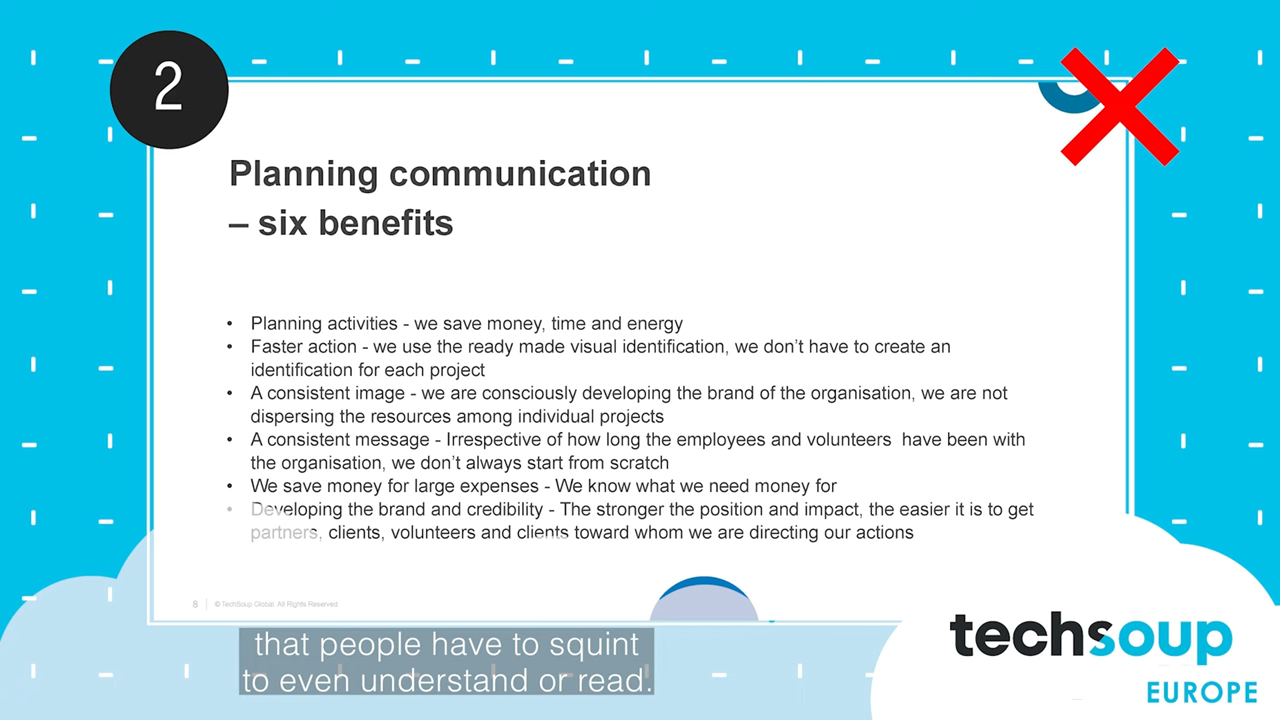 2
Planning communication
– six benefits
• Planning activities - we save money, time and energy
• Faster action - we use the ready made visual identification, we don’t have to create an
identification for each project
• A consistent image - we are consciously developing the brand of the organisation, we are not
dispersing the resources among individual projects
• A consistent message - Irrespective of how long the employees and volunteers  have been with
the organisation, we don’t always start from scratch
• We save money for large expenses - We know what we need money for
• Developing the brand and credibility - The stronger the position and impact, the easier it is to get
partners, clients, volunteers and clients toward whom we are directing our actions
8 | © TechSoup Global. All Rights Reserved.
that people have to squint
to even understand or read.
techsoup
EUROPE